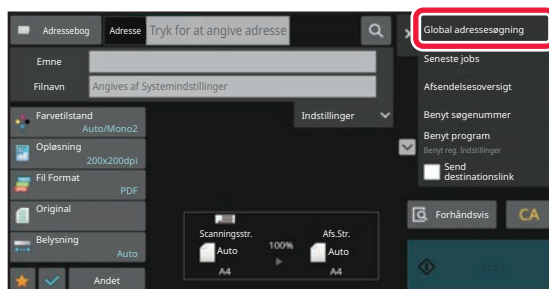 Adressebog
Adresse
Tryk for at angive adresse
Emne
Filnavn
Angives af Systemindstillinger
Farvetilstand
Auto/Mono2
Opløsning
200x200dpi
Fil Format
PDF
Original
Belysning
Auto
Andet
Indstillinger
Scanningsstr.
Auto
A4
100%
Afs.Str.
Auto
A4
Global adressesøgning
Seneste jobs
Afsendelsesoversigt
Benyt søgenummer
Benyt program
Benyt reg. Indstillinger
Send
destinationslink
Forhåndsvis
CA
Start